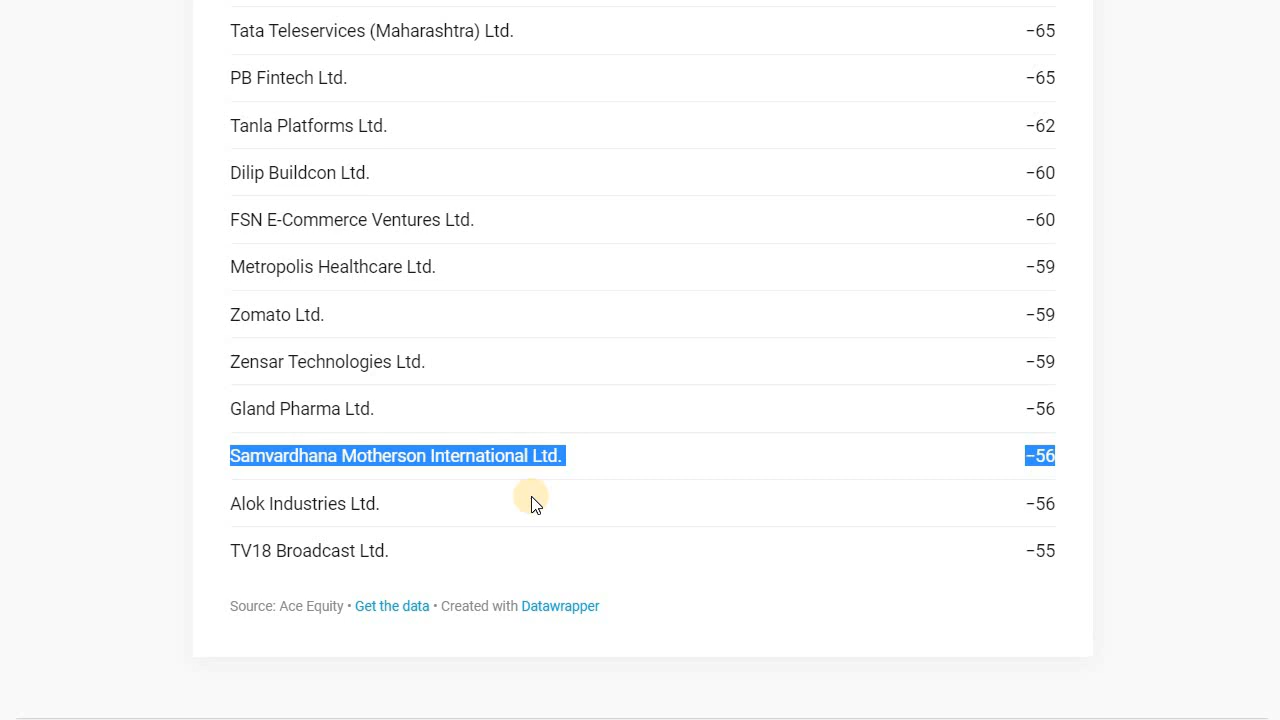 Tata Teleservices (Maharashtra) Ltd. −65
PB Fintech Ltd. −65
Tanla Platforms Ltd. −62
Dilip Buildcon Ltd. −60
FSN E-Commerce Ventures Ltd. −60
Metropolis Healthcare Ltd. −59
Zomato Ltd. −59
Zensar Technologies Ltd. −59
Gland Pharma Ltd. −56
Samvardhana Motherson International Ltd. −56
Alok Industries Ltd. −56
TV18 Broadcast Ltd. −55
Source: Ace Equity • Get the data • Created with Datawrapper